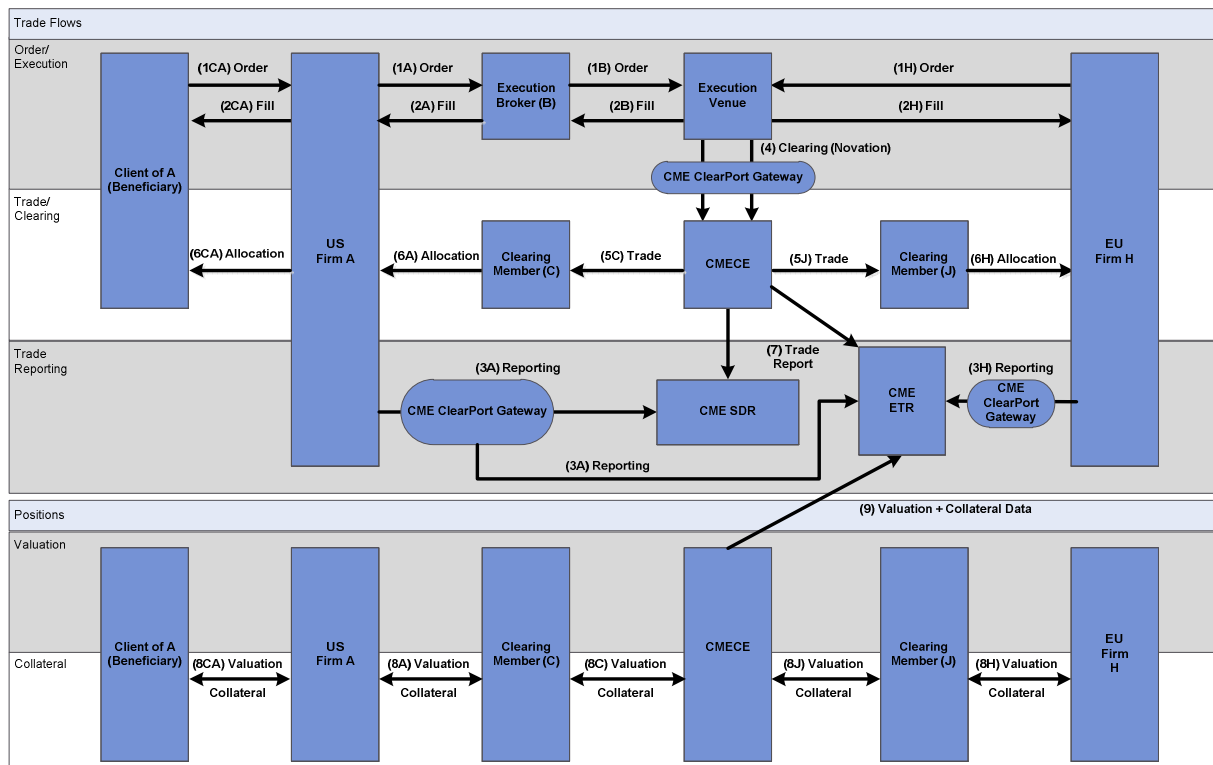 Trade Flows
Order/
Execution
(1CA) Order
(1A) Order
(1B) Order
(1H) Order
Execution
Broker (B)
Execution
Venue
(2CA) Fill
(2A) Fill
(2B) Fill
(2H) Fill
(4) Clearing (Novation)
CME ClearPort Gateway
Client of A
(Beneficiary)
Trade/
Clearing
US
Firm A
EU
Firm H
(6CA) Allocation
(6A) Allocation
Clearing
Member (C)
(5C) Trade
CMECE
(5J) Trade
Clearing
Member (J)
(6H) Allocation
Trade
Reporting
(7) Trade
Report
(3A) Reporting
(3H) Reporting
CME ClearPort Gateway
CME SDR
CME
ETR
CME
ClearPort
Gateway
(3A) Reporting
Positions
(9) Valuation + Collateral Data
Valuation
Client of A
(Beneficiary)
US
Firm A
Clearing
Member (C)
CMECE
Clearing
Member (J)
EU
Firm
H
Collateral
(8CA) Valuation
(8A) Valuation
(8C) Valuation
(8J) Valuation
(8H) Valuation
Collateral
Collateral
Collateral
Collateral
Collateral